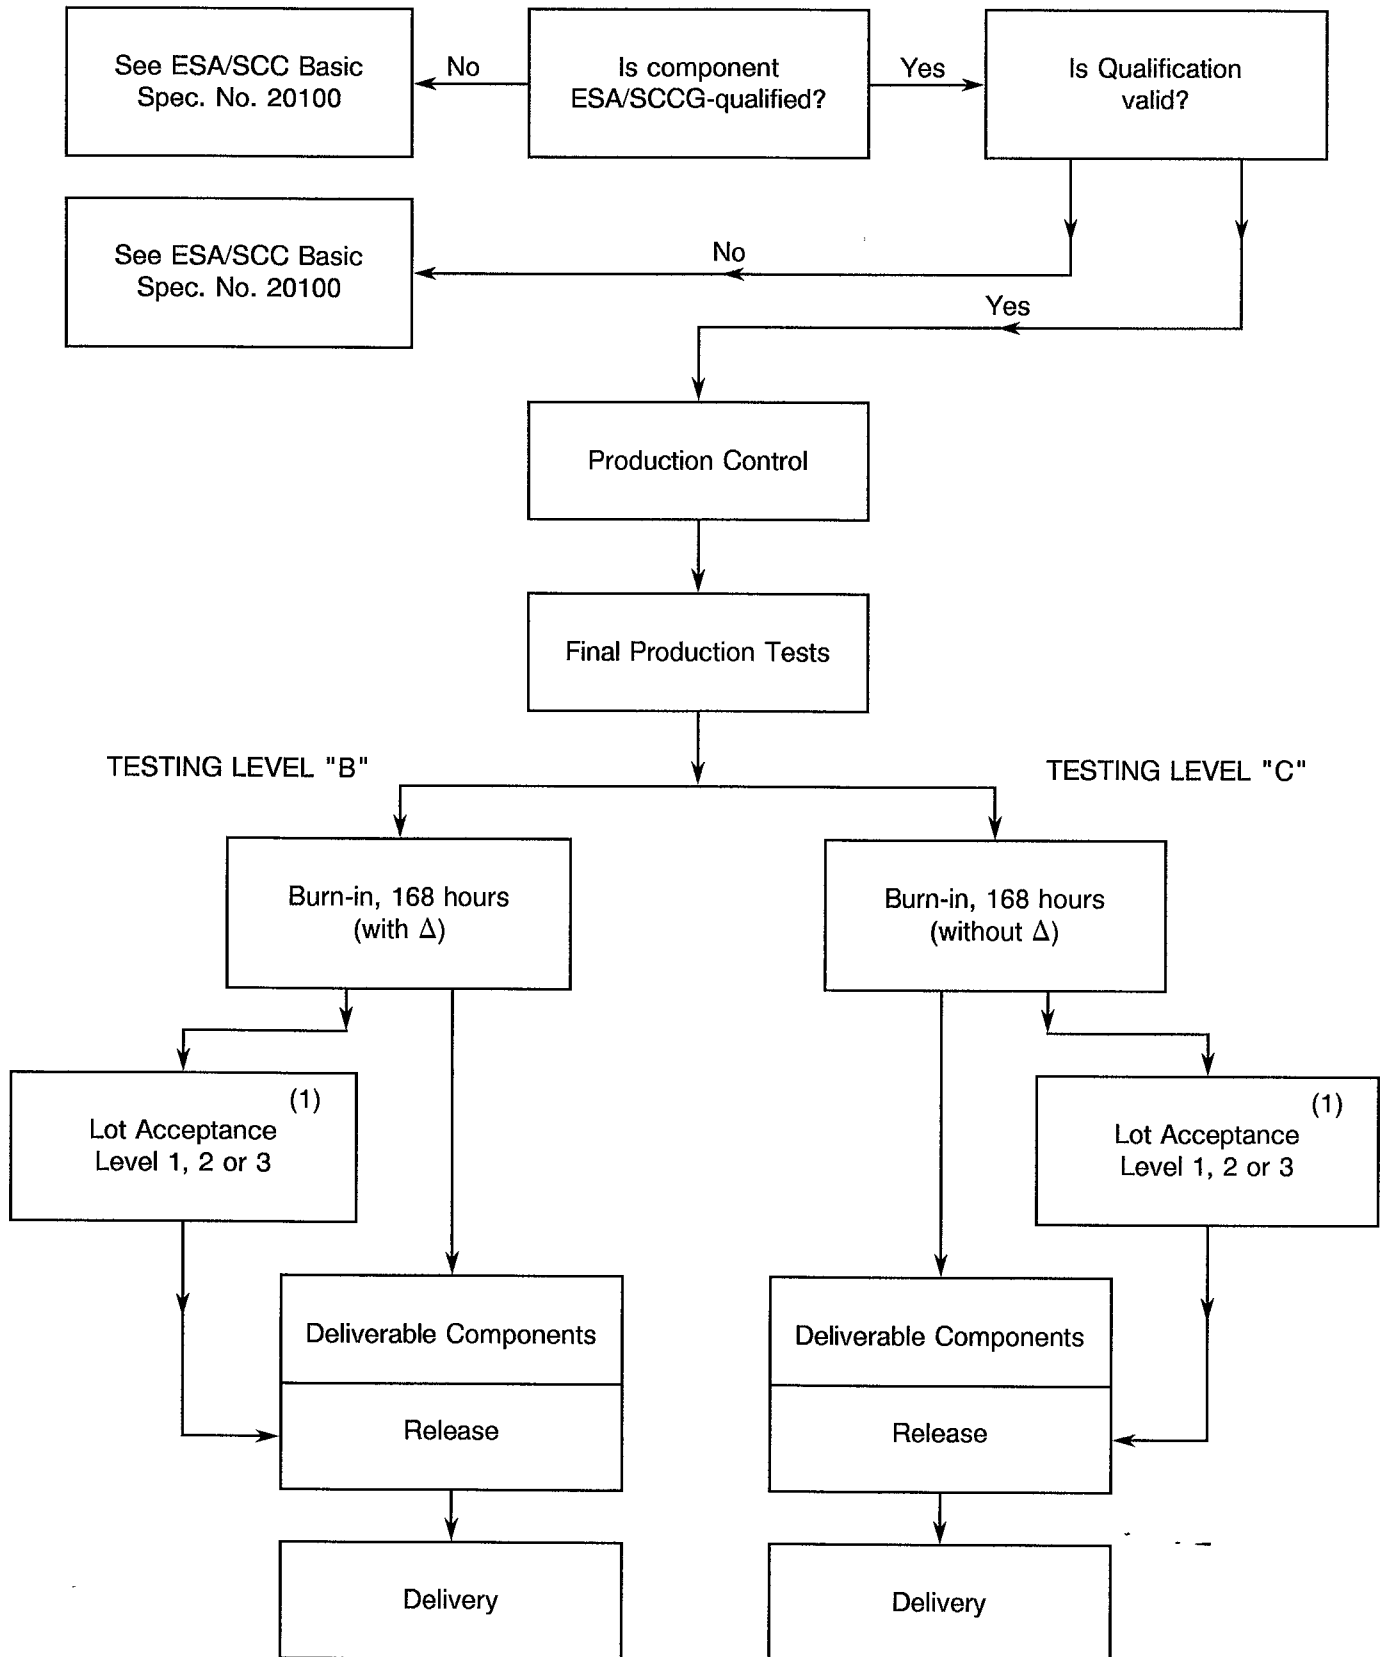 See ESA/SCC Basic
Spec. No. 20100
No
Is component
ESA/SCCG-qualified?
Yes
Is Qualification
valid?
See ESA/SCC Basic
Spec. No. 20100
No
Yes
Production Control
Final Production Tests
TESTING LEVEL "B"
TESTING LEVEL "C"
Burn-in, 168 hours
(with Δ)
Burn-in, 168 hours
(without Δ)
(1)
Lot Acceptance
Level 1, 2 or 3
(1)
Lot Acceptance
Level 1, 2 or 3
Deliverable Components
Release
Deliverable Components
Release
Delivery
Delivery